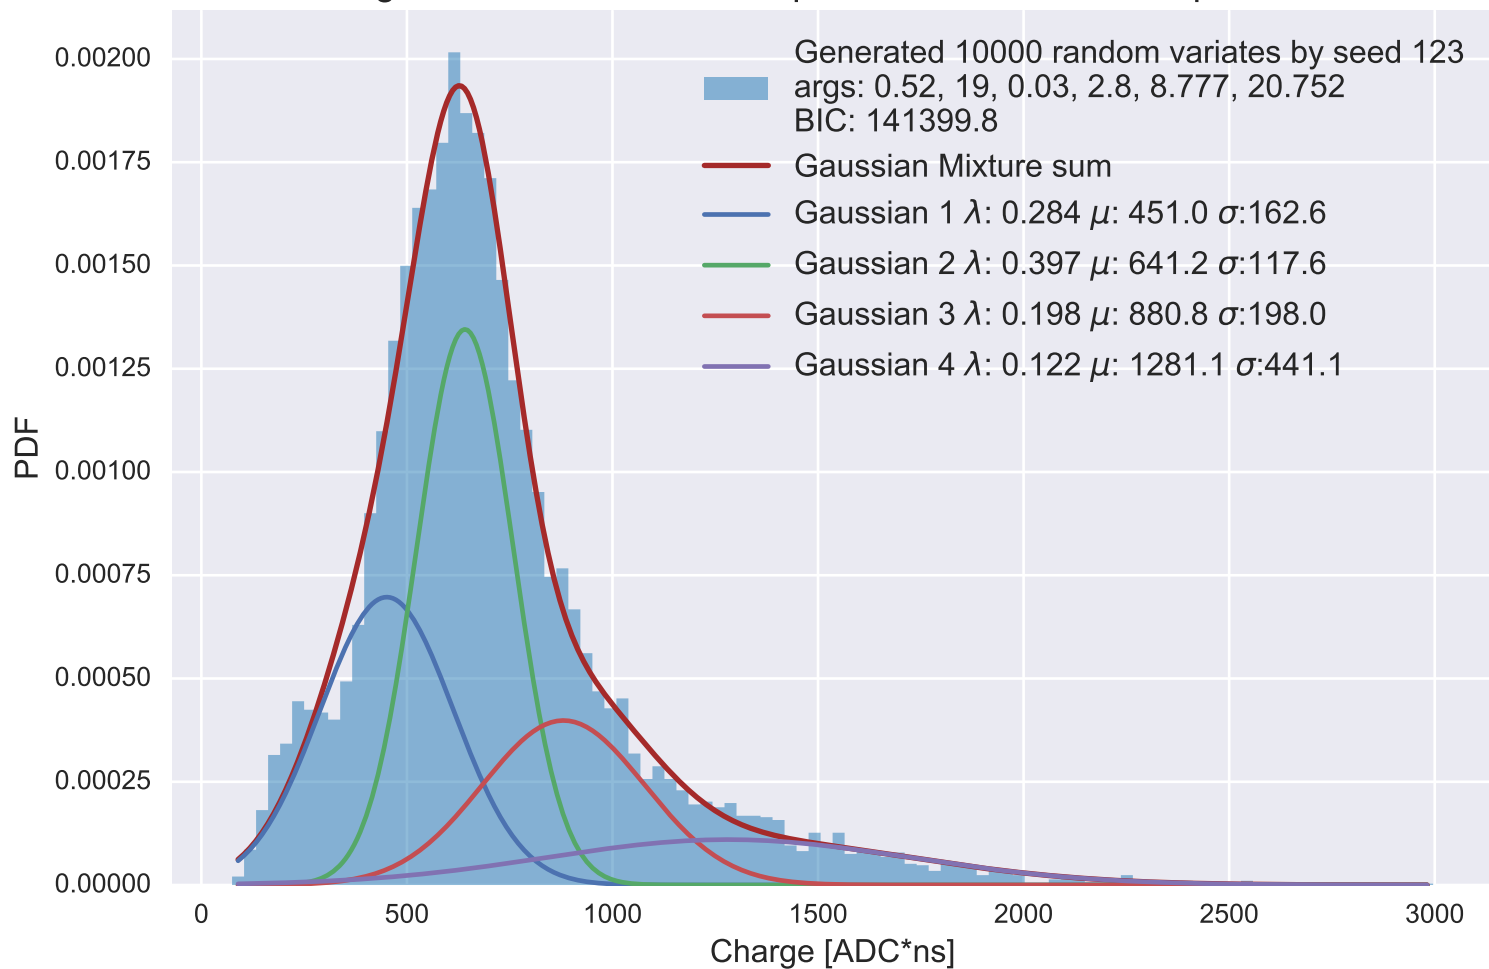 Generated 10000 random variates by seed 123
args: 0.52, 19, 0.03, 2.8, 8.777, 20.752
BIC: 141399.8
Gaussian Mixture sum
Gaussian 1 λ: 0.284 μ: 451.0 σ:162.6
Gaussian 2 λ: 0.397 μ: 641.2 σ:117.6
Gaussian 3 λ: 0.198 μ: 880.8 σ:198.0
Gaussian 4 λ: 0.122 μ: 1281.1 σ:441.1
PDF
0.00200
0.00175
0.00150
0.00125
0.00100
0.00075
0.00050
0.00025
0.00000
0
500
1000
1500
2000
2500
3000
Charge [ADC*ns]